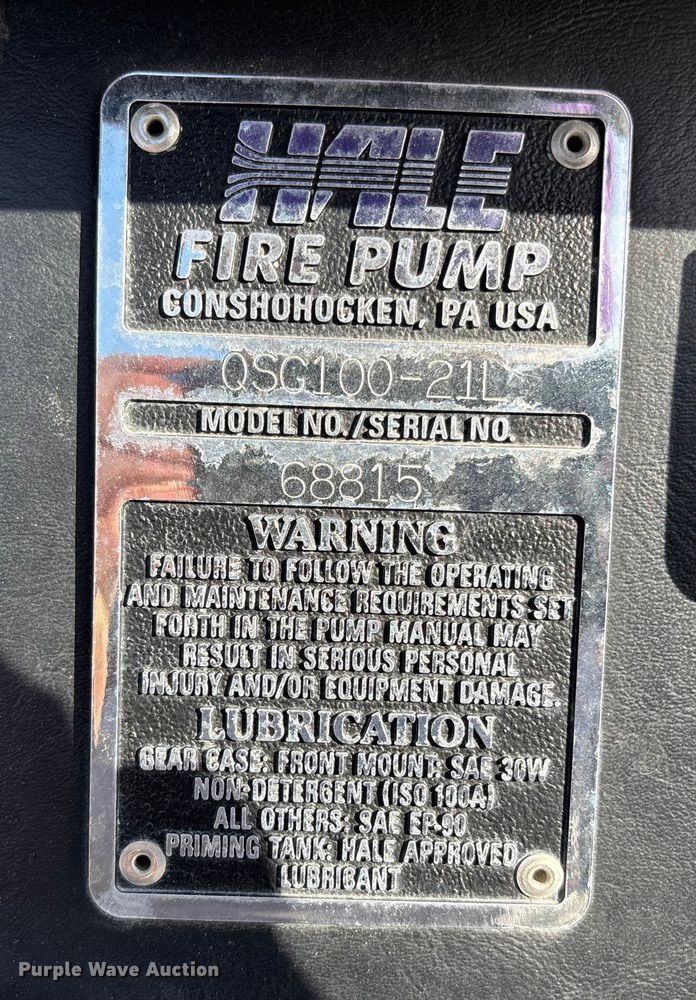 HALE
FIRE PUMP
CONSHOHOCKEN, PA USA
QSG100-21L
MODEL NO./SERIAL NO.
68815
WARNING
FAILURE TO FOLLOW THE OPERATING
AND MAINTENANCE REQUIREMENTS SET
FORTH IN THE PUMP MANUAL MAY
RESULT IN SERIOUS PERSONAL
INJURY AND/OR EQUIPMENT DAMAGE.
LUBRICATION
GEAR CASE: FRONT MOUNT: SAE 30W
NON-DETERGENT (ISO 100A)
ALL OTHERS: SAE EP-90
PRIMING TANK: HALE APPROVED
LUBRICANT
Purple Wave Auction